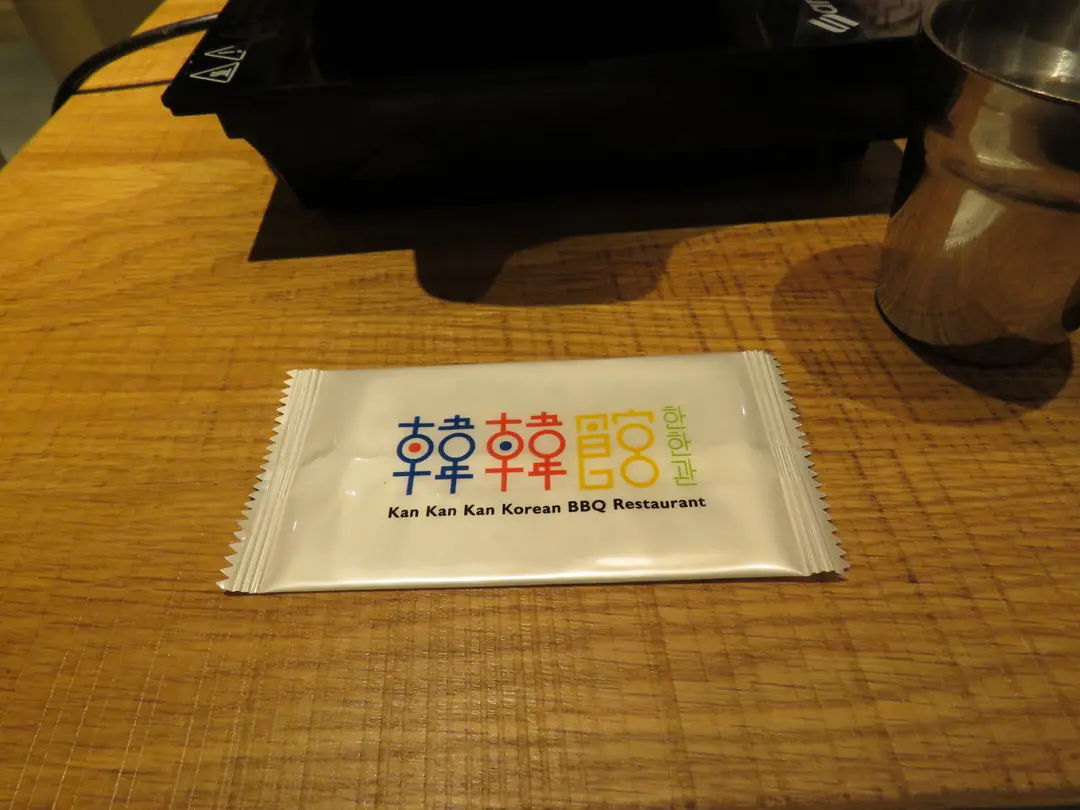 韓韓館 한한관
Kan Kan Kan Korean BBQ Restaurant